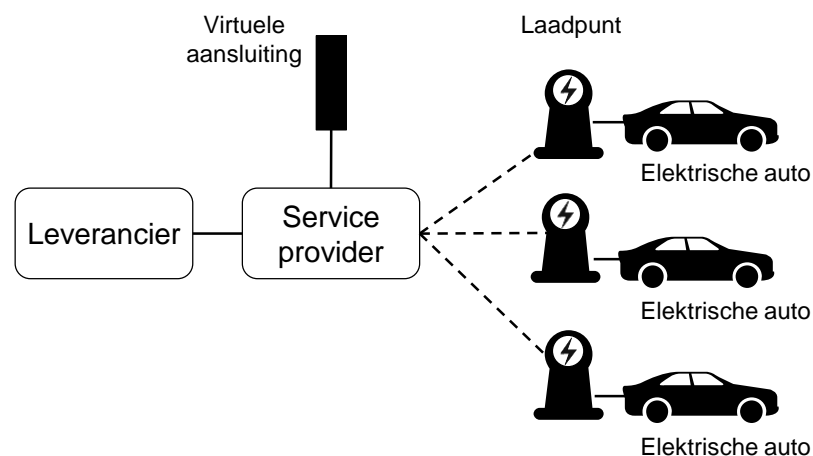 Virtuele
aansluiting
Laadpunt
Elektrische auto
Leverancier
Service
provider
Elektrische auto
Elektrische auto